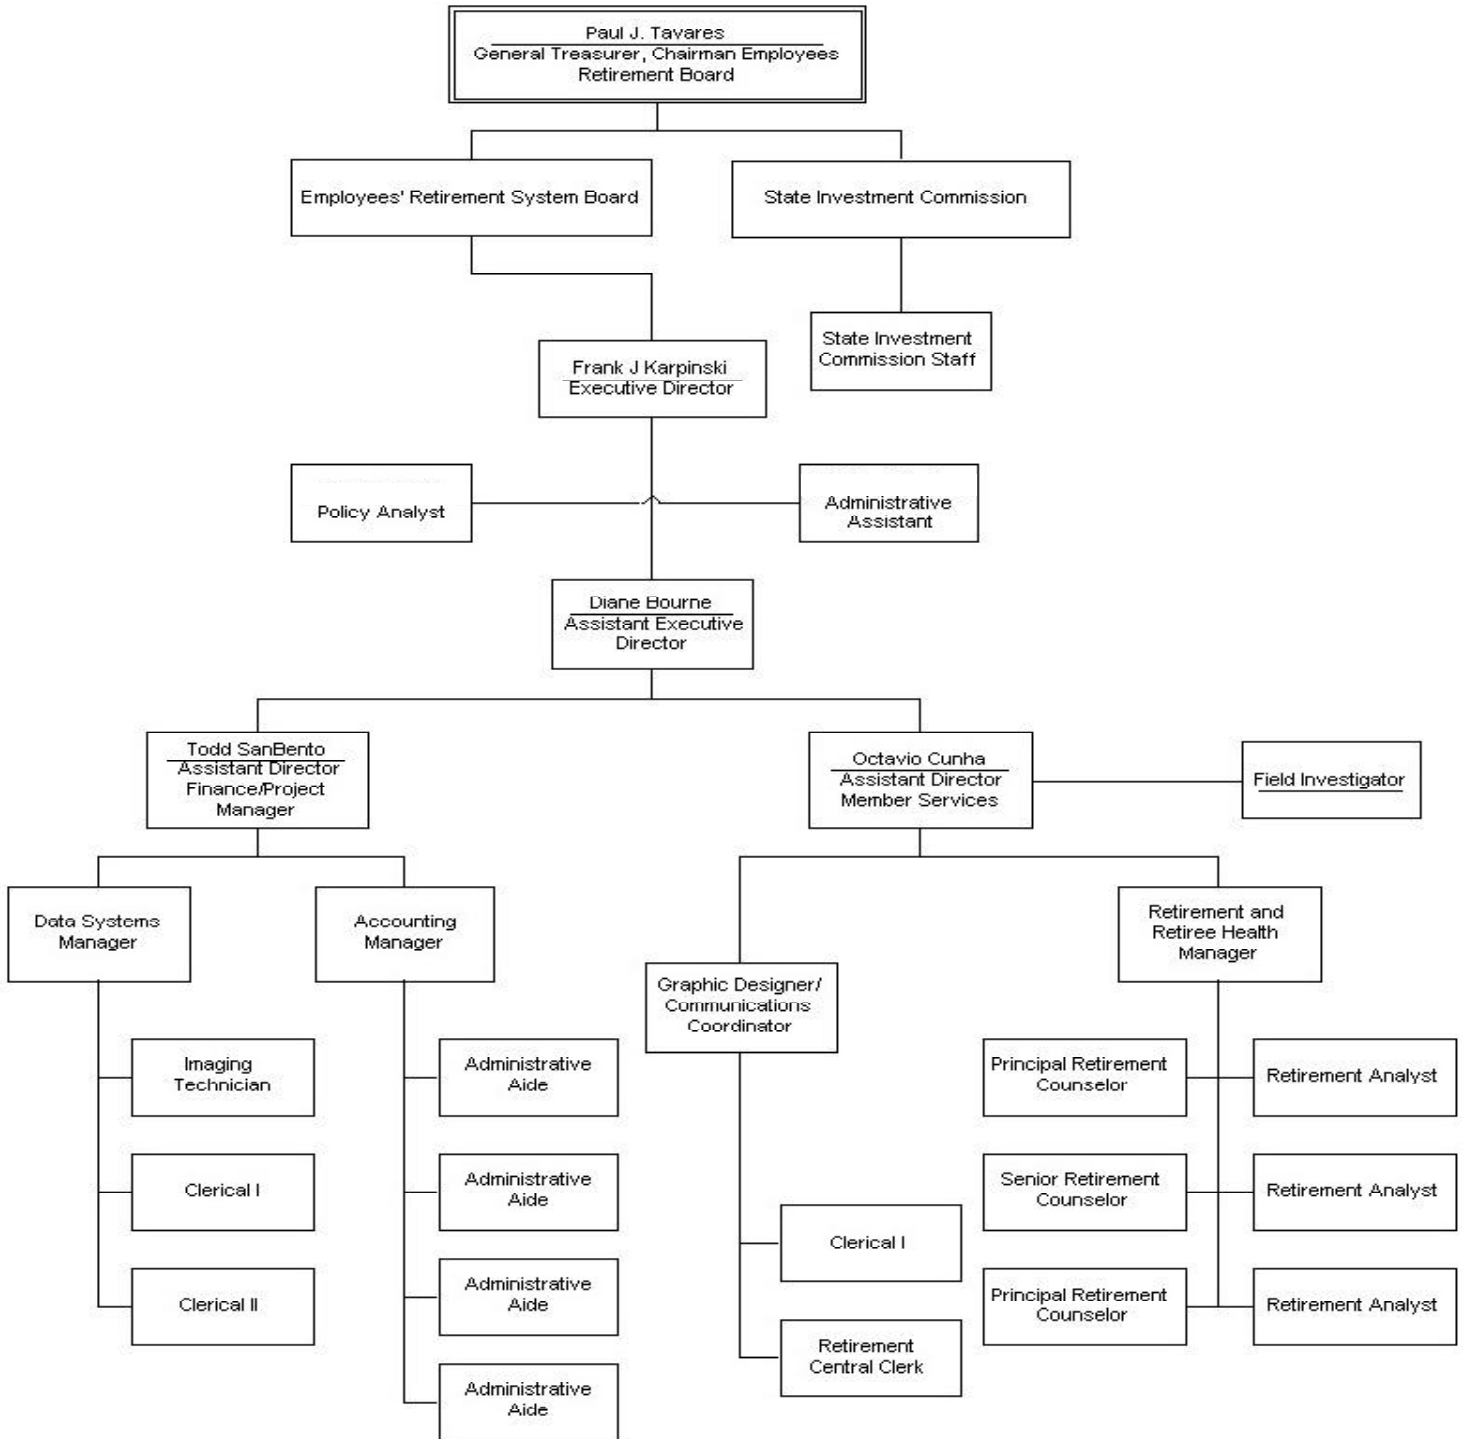 Paul J. Tavares
General Treasurer, Chairman Employees
Retirement Board
Employees' Retirement System Board
State Investment Commission
State Investment
Commission Staff
Frank J Karpinski
Executive Director
Policy Analyst
Administrative
Assistant
Diane Bourne
Assistant Executive
Director
Todd SanBento
Assistant Director
Finance/Project
Manager
Octavio Cunha
Assistant Director
Member Services
Field Investigator
Data Systems
Manager
Accounting
Manager
Retirement and
Retiree Health
Manager
Graphic Designer/
Communications
Coordinator
Imaging
Technician
Administrative
Aide
Principal Retirement
Counselor
Retirement Analyst
Clerical I
Administrative
Aide
Senior Retirement
Counselor
Retirement Analyst
Clerical I
Clerical II
Administrative
Aide
Principal Retirement
Counselor
Retirement Analyst
Retirement
Central Clerk
Administrative
Aide